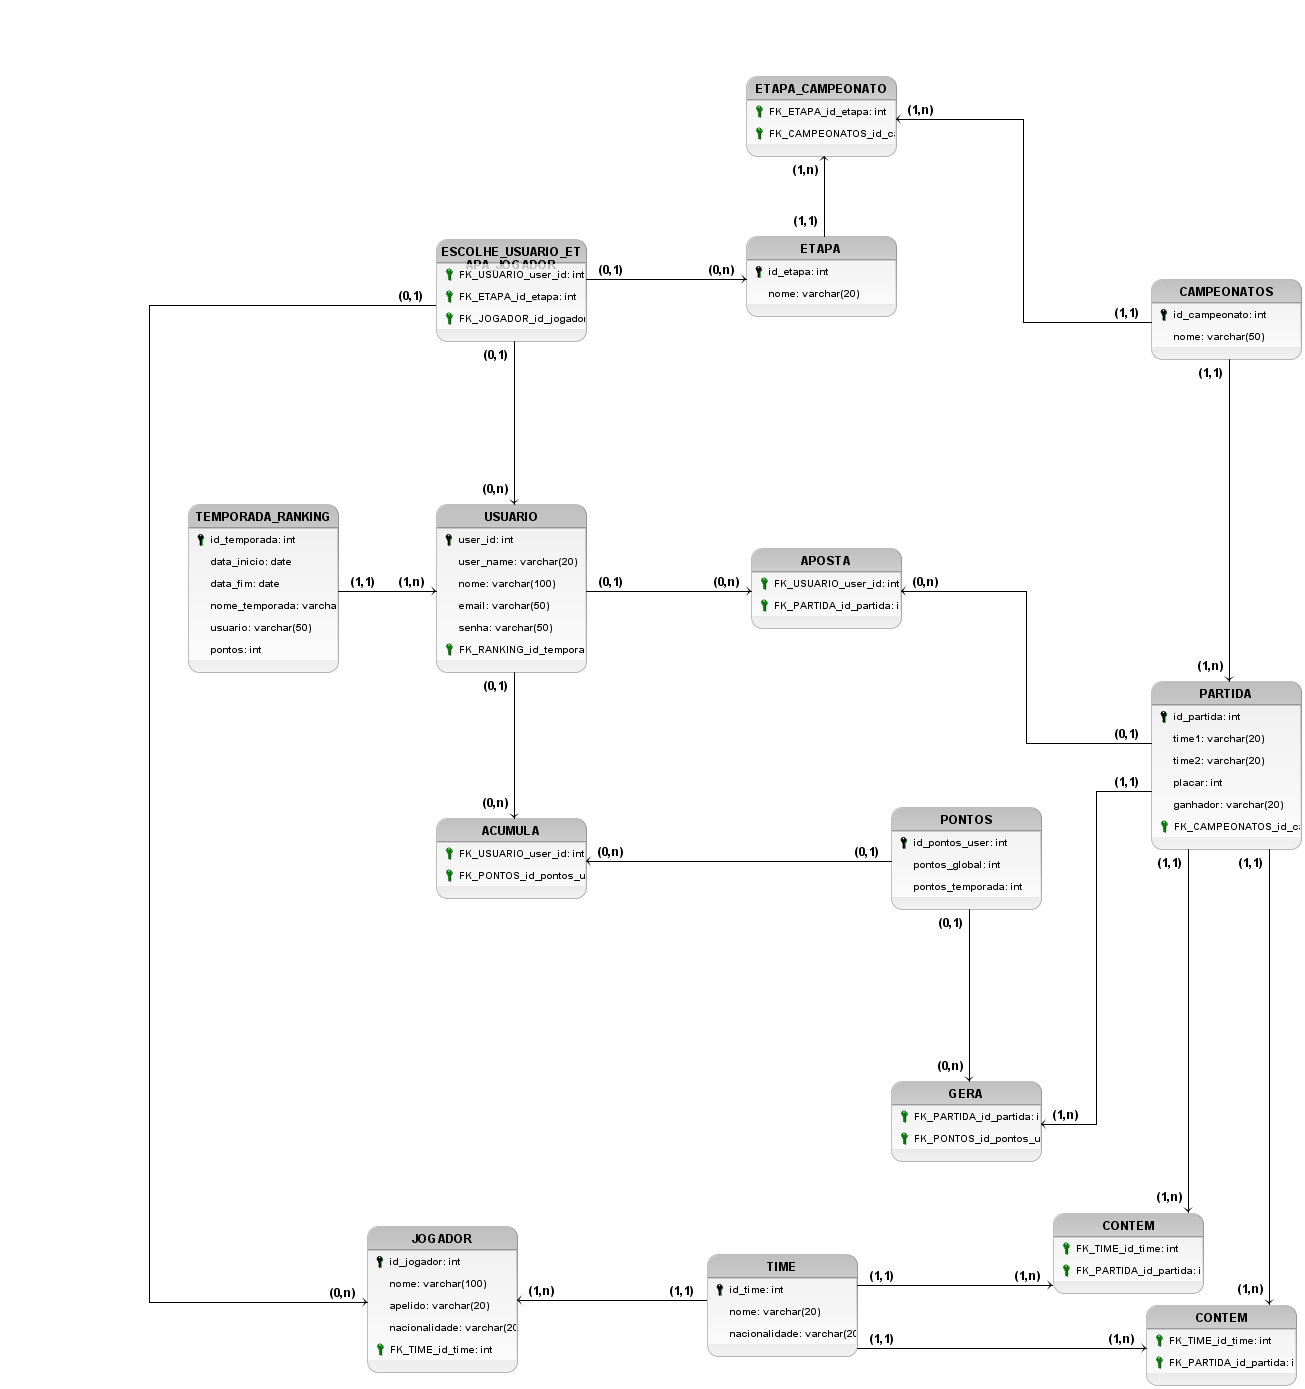 ETAPA_CAMPEONATO
FK_ETAPA_id_etapa: int
FK_CAMPEONATOS_id_c
(1,n)
(1,n)
(1,1)
ETAPA
id_etapa: int
nome: varchar(20)
ESCOLHE_USUARIO_ET
APA_JOGADOR
FK_USUARIO_user_id: int
FK_ETAPA_id_etapa: int
FK_JOGADOR_id_jogador
(0,1)
(0,n)
(0,1)
(0,1)
(0,n)
CAMPEONATOS
id_campeonato: int
nome: varchar(50)
(1,1)
(1,1)
(1,n)
TEMPORADA_RANKING
id_temporada: int
data_inicio: date
data_fim: date
nome_temporada: varcha
usuario: varchar(50)
pontos: int
(1,1)
(1,n)
USUARIO
user_id: int
user_name: varchar(20)
nome: varchar(100)
email: varchar(50)
senha: varchar(50)
FK_RANKING_id_tempora
(0,1)
(0,n)
(0,1)
(0,n)
APOSTA
FK_USUARIO_user_id: int
FK_PARTIDA_id_partida: i
(0,n)
(0,1)
PARTIDA
id_partida: int
time1: varchar(20)
time2: varchar(20)
placar: int
ganhador: varchar(20)
FK_CAMPEONATOS_id_c
(1,1)
(1,1)
(1,1)
ACUMULA
FK_USUARIO_user_id: int
FK_PONTOS_id_pontos_u
(0,n)
(0,1)
PONTOS
id_pontos_user: int
pontos_global: int
pontos_temporada: int
(0,1)
(0,n)
GERA
FK_PARTIDA_id_partida: i
FK_PONTOS_id_pontos_u
(1,n)
(1,n)
(1,n)
JOGADOR
id_jogador: int
nome: varchar(100)
apelido: varchar(20)
nacionalidade: varchar(20
FK_TIME_id_time: int
(0,n)
(1,n)
(1,1)
TIME
id_time: int
nome: varchar(20)
nacionalidade: varchar(20
(1,1)
(1,n)
(1,1)
(1,n)
CONTEM
FK_TIME_id_time: int
FK_PARTIDA_id_partida: i
CONTEM
FK_TIME_id_time: int
FK_PARTIDA_id_partida: i